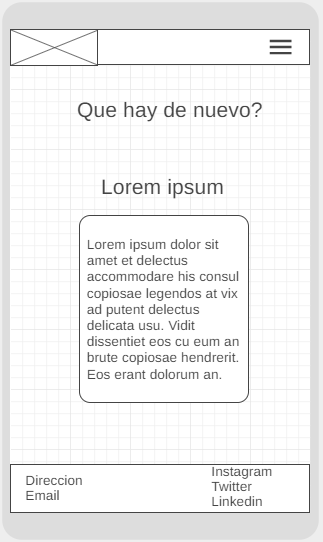 Que hay de nuevo?
Lorem ipsum
Lorem ipsum dolor sit
amet et delectus
accommodare his consul
copiosae legendos at vix
ad putent delectus
delicata usu. Vidit
dissentiet eos cu eum an
brute copiosae hendrerit.
Eos erant dolorum an.
Direccion
Email
Instagram
Twitter
Linkedin